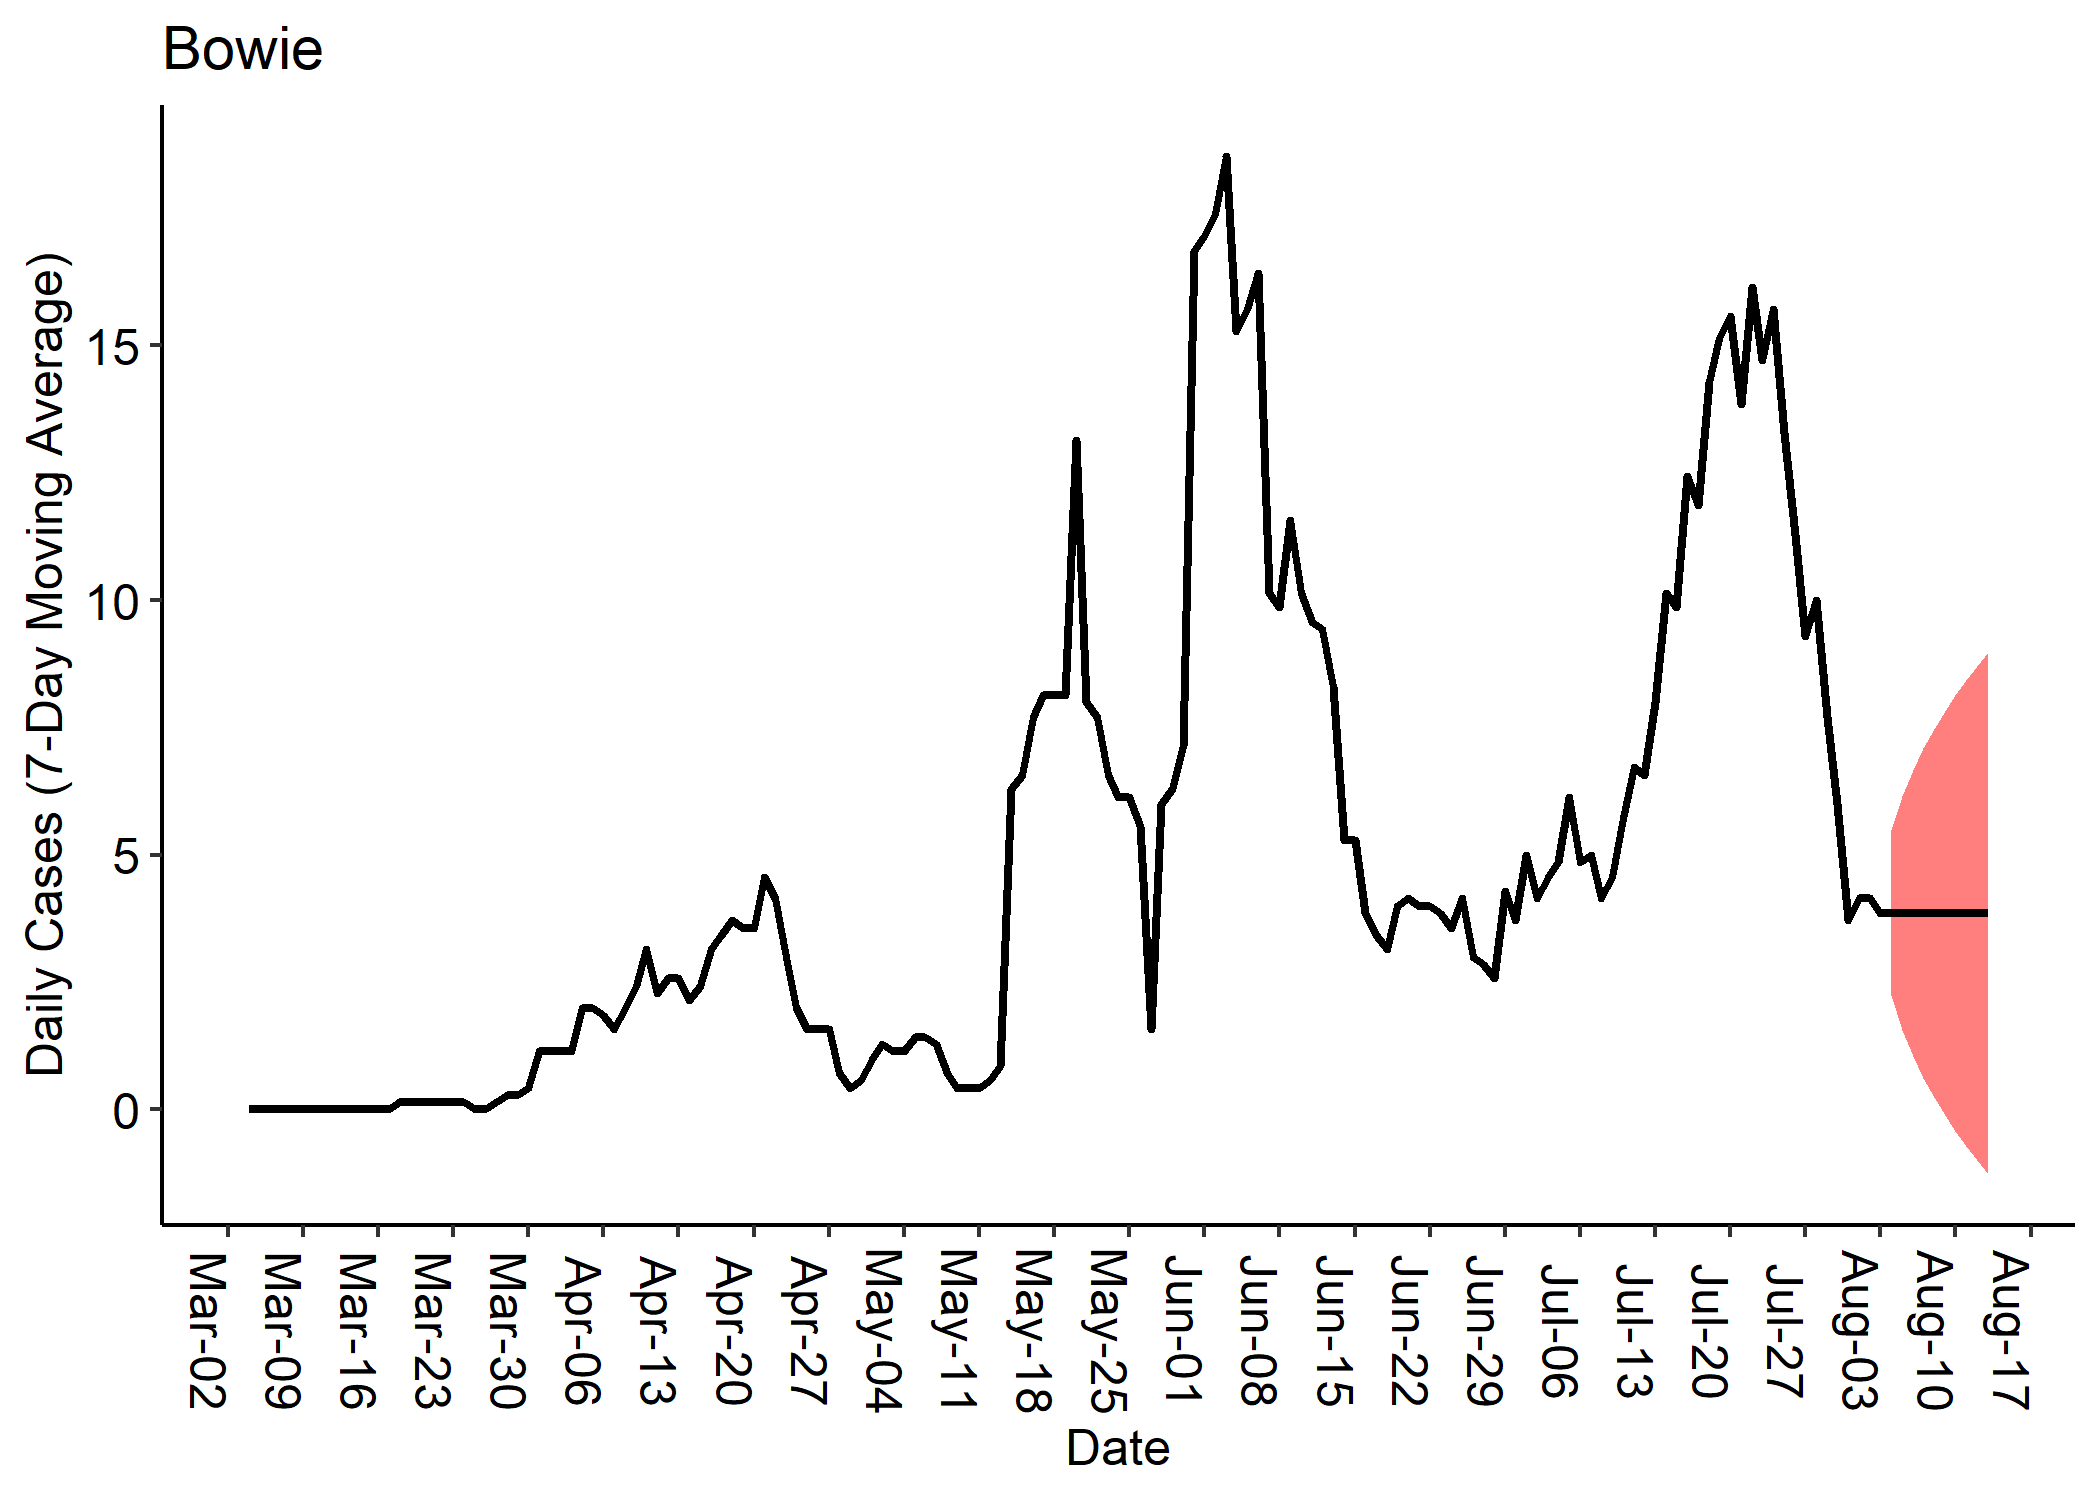 Bowie
Daily Cases (7-Day Moving Average)
15
10
5
0
Mar-02
Mar-09
Mar-16
Mar-23
Mar-30
Apr-06
Apr-13
Apr-20
Apr-27
May-04
May-11
May-18
May-25
Jun-01
Jun-08
Jun-15
Jun-22
Jun-29
Jul-06
Jul-13
Jul-20
Jul-27
Aug-03
Aug-10
Aug-17
Date